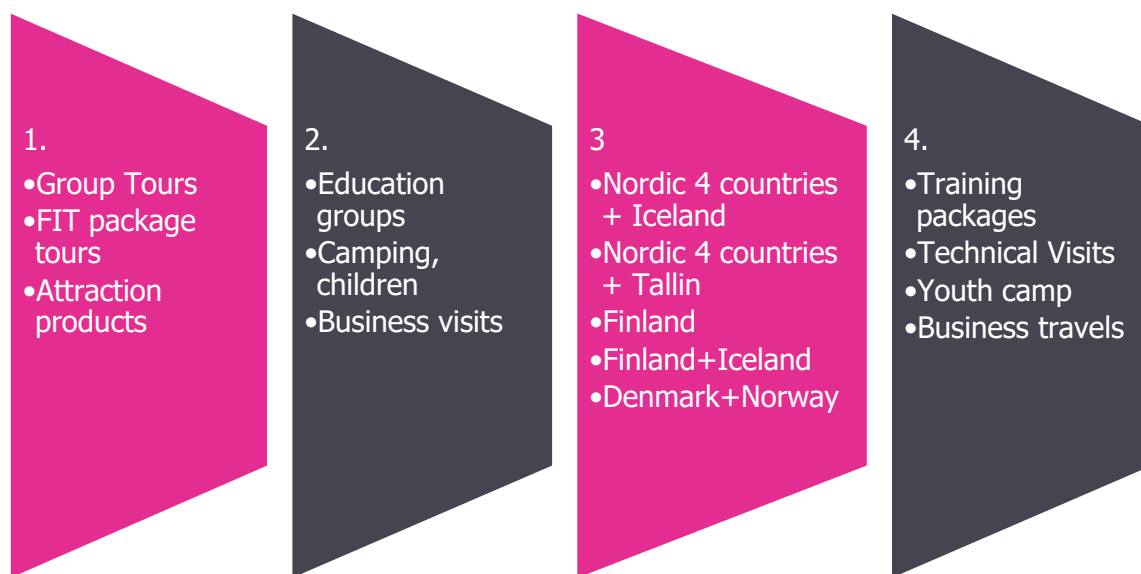 1.
•Group Tours
•FIT package
tours
•Attraction
products
2.
•Education
groups
•Camping,
children
•Business visits
3
•Nordic 4 countries
+ Iceland
•Nordic 4 countries
+ Tallin
•Finland
•Finland+Iceland
•Denmark+Norway
4.
•Training
packages
•Technical Visits
•Youth camp
•Business travels